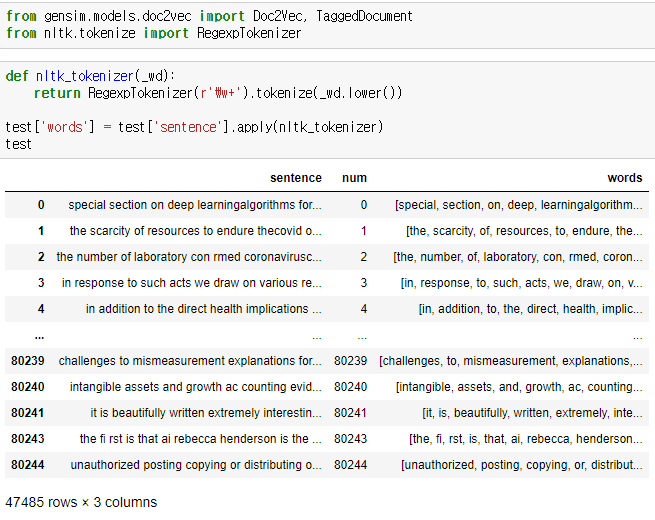 from gensim.models.doc2vec import Doc2Vec, TaggedDocument
from nltk.tokenize import RegexpTokenizer
def nltk_tokenizer(_wd):
    return RegexpTokenizer(r'₩w+').tokenize(_wd.lower())
test['words'] = test['sentence'].apply(nltk_tokenizer)
test
sentence num words
0 special section on deep learningalgorithms for... 0 [special, section, on, deep, learningalgorithm...
1 the scarcity of resources to endure thecovid o... 1 [the, scarcity, of, resources, to, endure, the...
2 the number of laboratory con rmed coronavirusc... 2 [the, number, of, laboratory, con, rmed, coron...
3 in response to such acts we draw on various re... 3 [in, response, to, such, acts, we, draw, on, v...
4 in addition to the direct health implications ... 4 [in, addition, to, the, direct, health, implic...
... ... ... ...
80239 challenges to mismeasurement explanations for... 80239 [challenges, to, mismeasurement, explanations,...
80240 intangible assets and growth ac counting evid... 80240 [intangible, assets, and, growth, ac, counting...
80241 it is beautifully written extremely interestin... 80241 [it, is, beautifully, written, extremely, inte...
80243 the fi rst is that ai rebecca henderson is the ... 80243 [the, fi, rst, is, that, ai, rebecca, henderson...
80244 unauthorized posting copying or distributing o... 80244 [unauthorized, posting, copying, or, distribut...
47485 rows × 3 columns